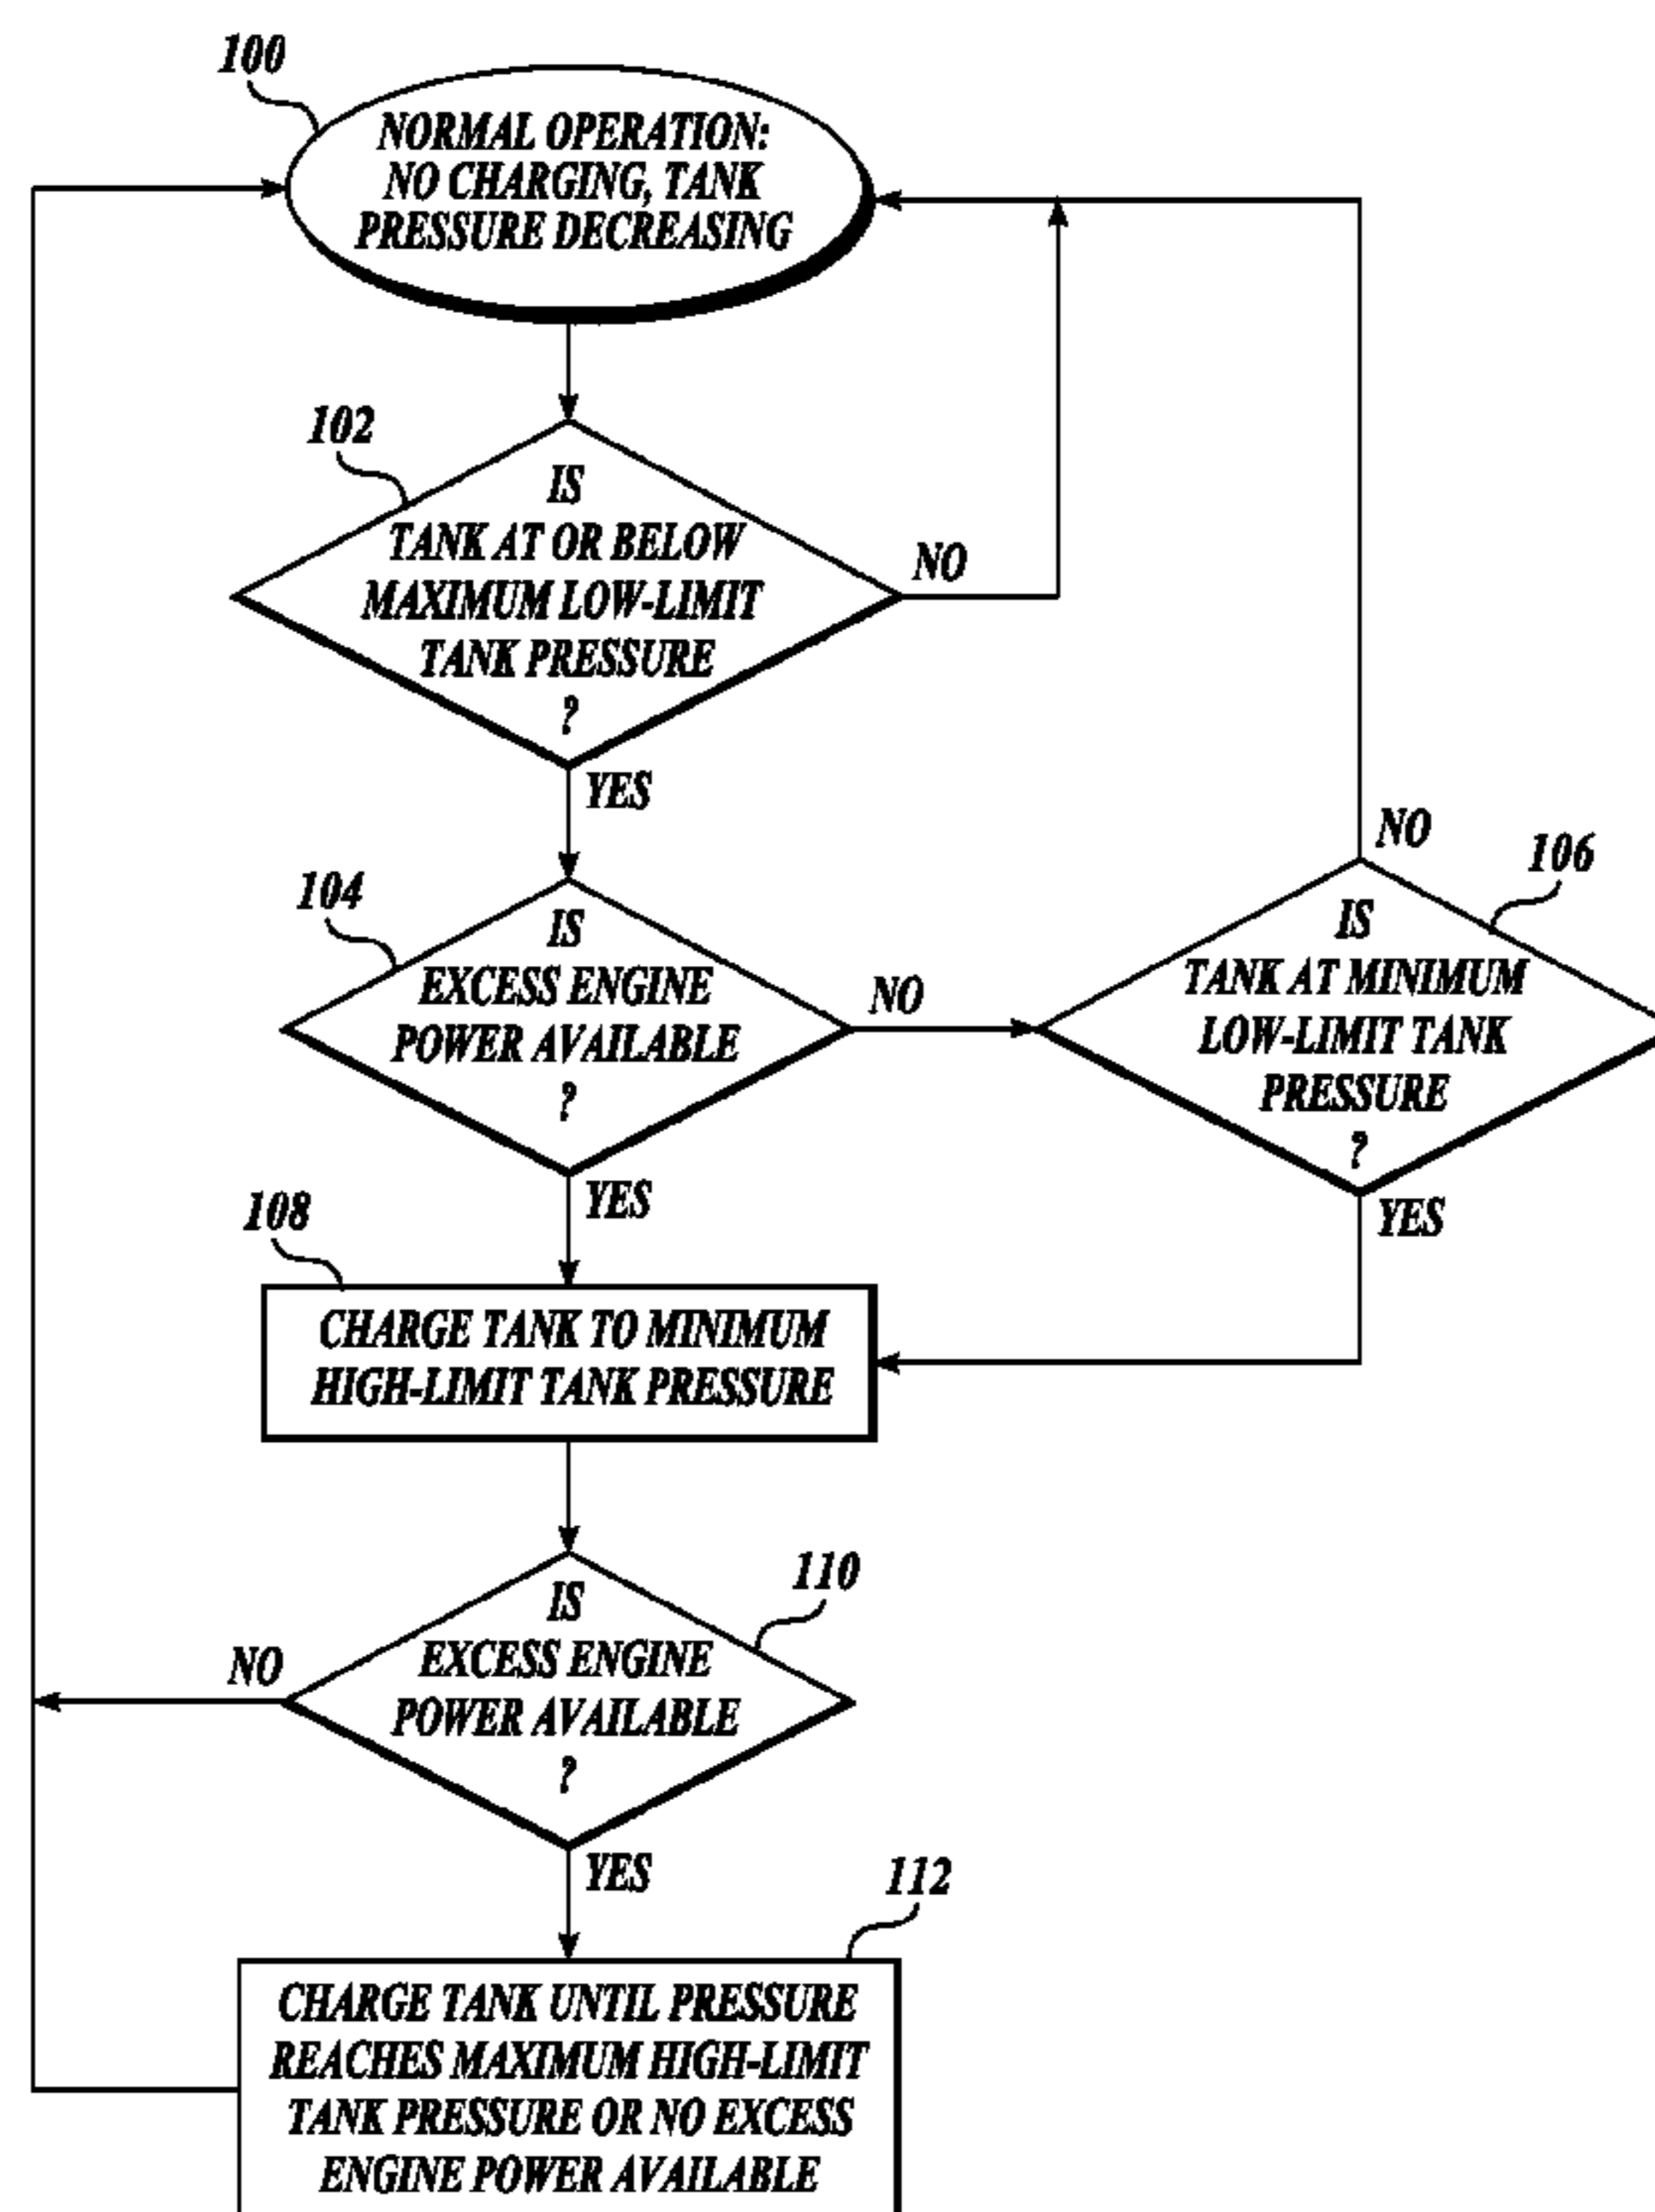 100
NORMAL OPERATION:
NO CHARGING, TANK
PRESSURE DECREASING
102
IS
TANK AT OR BELOW
MAXIMUM LOW-LIMIT
TANK PRESSURE
?
NO
YES
104
IS
EXCESS ENGINE
POWER AVAILABLE
?
NO
YES
NO
106
IS
TANK AT MINIMUM
LOW-LIMIT TANK
PRESSURE
?
YES
108
CHARGE TANK TO MINIMUM
HIGH-LIMIT TANK PRESSURE
110
IS
EXCESS ENGINE
POWER AVAILABLE
?
NO
YES
112
CHARGE TANK UNTIL PRESSURE
REACHES MAXIMUM HIGH-LIMIT
TANK PRESSURE OR NO EXCESS
ENGINE POWER AVAILABLE